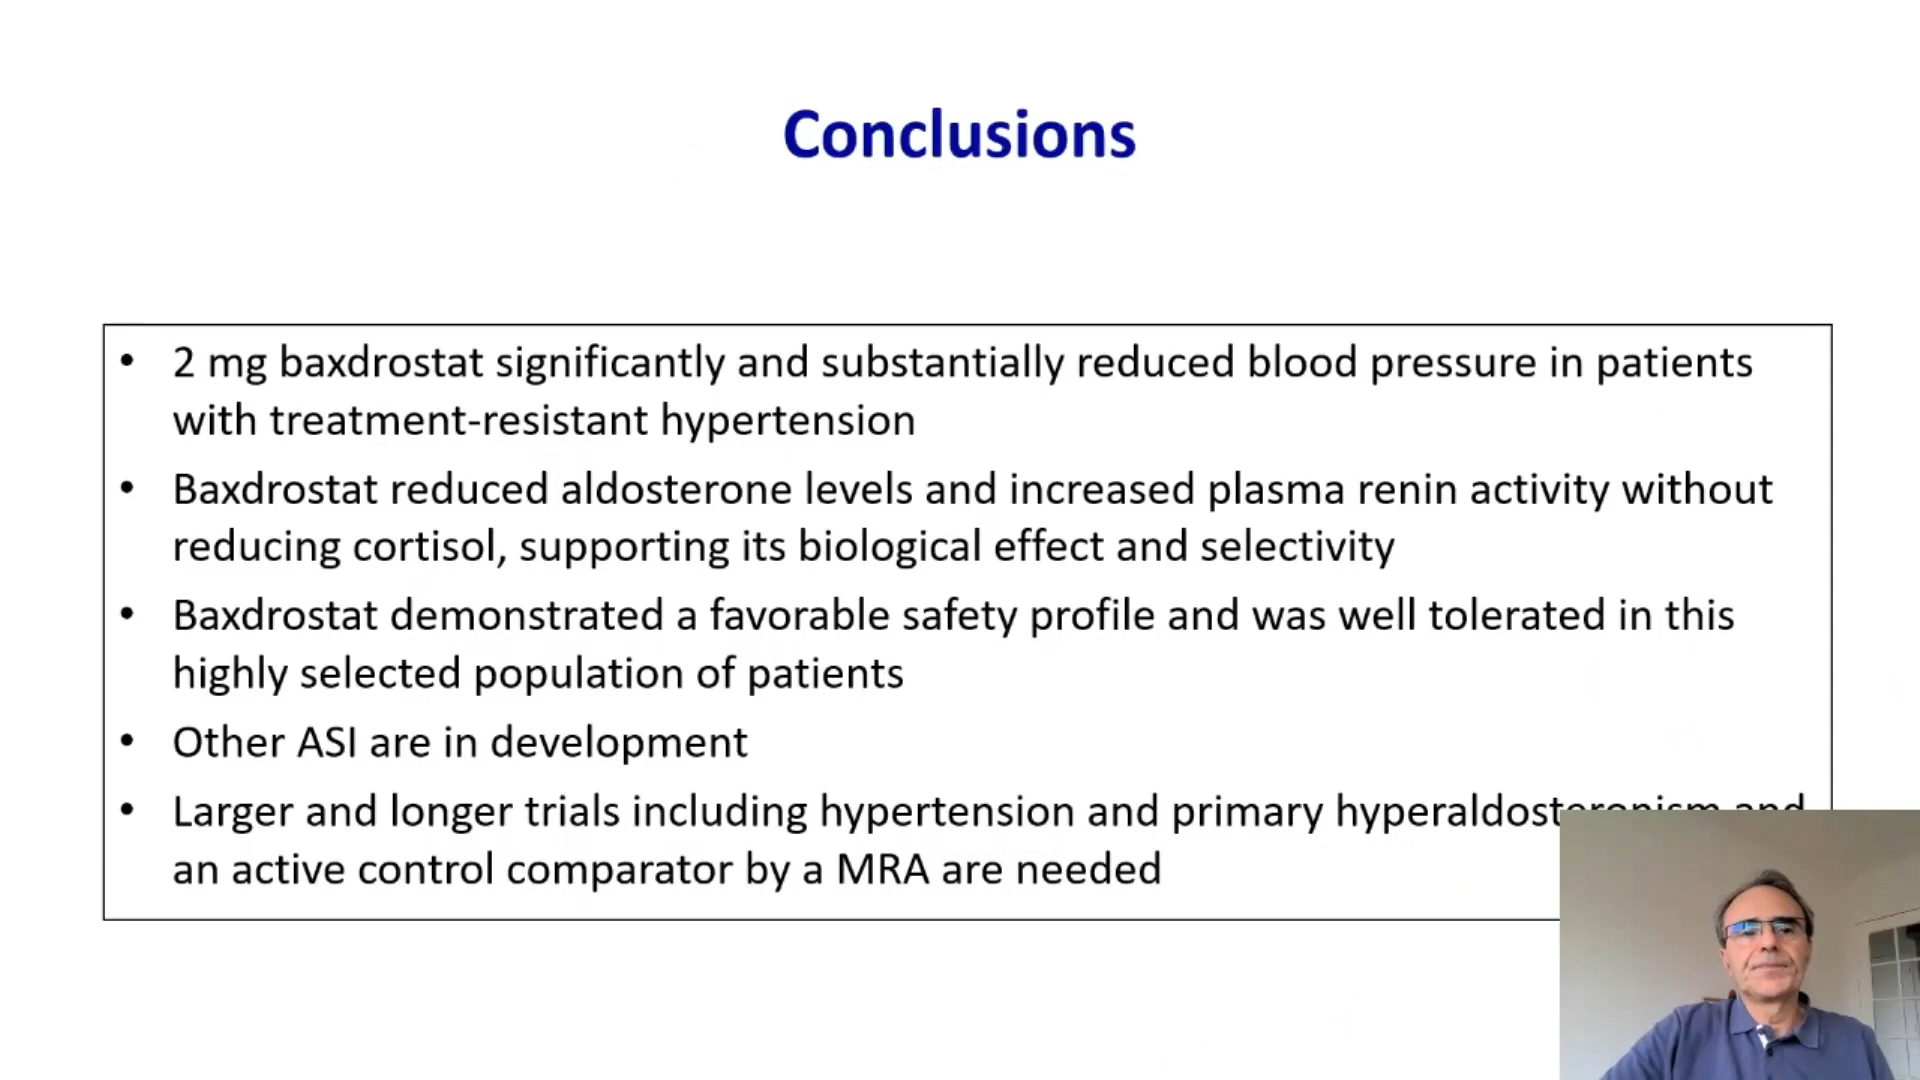 Conclusions
• 2 mg baxdrostat significantly and substantially reduced blood pressure in patients
with treatment-resistant hypertension
• Baxdrostat reduced aldosterone levels and increased plasma renin activity without
reducing cortisol, supporting its biological effect and selectivity
• Baxdrostat demonstrated a favorable safety profile and was well tolerated in this
highly selected population of patients
• Other ASI are in development
• Larger and longer trials including hypertension and primary hyperaldosteronism and
an active control comparator by a MRA are needed